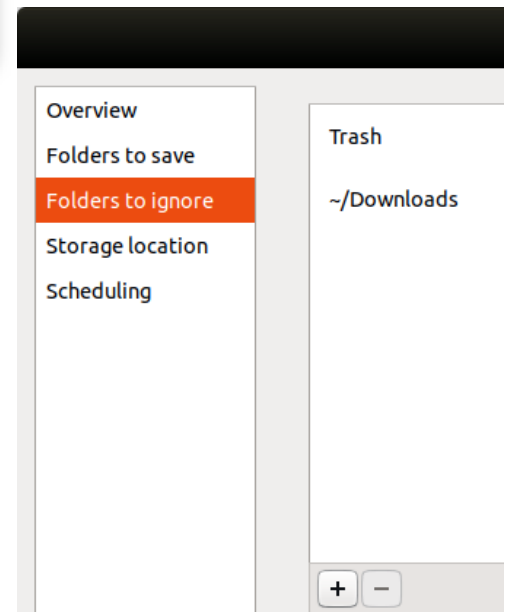 Overview
Folders to save
Folders to ignore
Storage location
Scheduling
Trash
~/Downloads
+ −